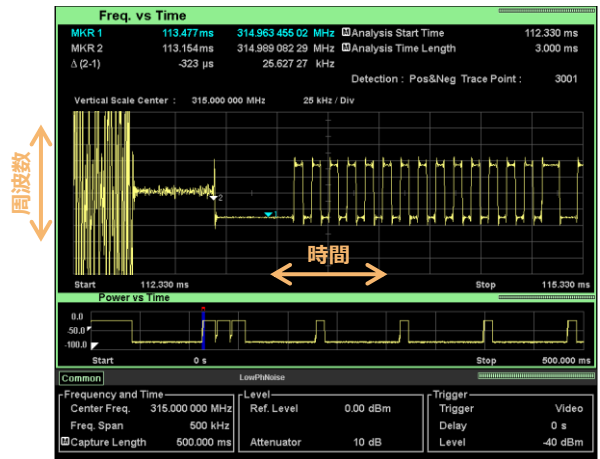 Freq. vs Time
MKR 1 113.477 ms 314.963 455 02 MHz M Analysis Start Time 112.330 ms
MKR 2 113.154 ms 314.989 082 29 MHz M Analysis Time Length 3.000 ms
Δ (2-1) -323 µs 25.627 27 kHz
Detection : Pos&Neg Trace Point : 3001
Vertical Scale Center : 315.000 000 MHz 25 kHz / Div
周波数
2
1
時間
Start 112.330 ms Stop 115.330 ms
Power vs Time
0.0
-50.0
-100.0
Start 0 s Stop 500.000 ms
Common LowPhNoise
Frequency and Time Level Trigger
Center Freq. 315.000 000 MHz Ref. Level 0.00 dBm Trigger Video
Freq. Span 500 kHz Delay 0 s
M Capture Length 500.000 ms Attenuator 10 dB Level -40 dBm